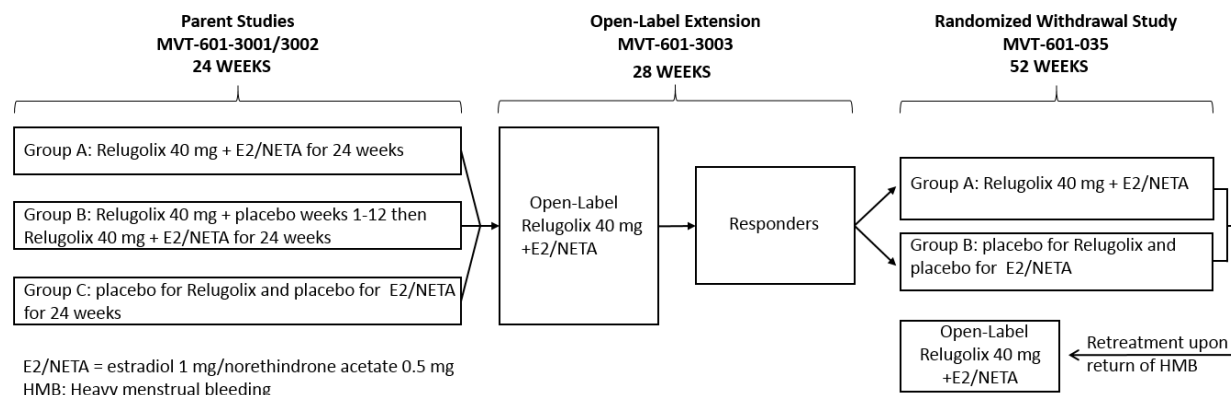 Parent Studies
MVT-601-3001/3002
24 WEEKS
Open-Label Extension
MVT-601-3003
28 WEEKS
Randomized Withdrawal Study
MVT-601-035
52 WEEKS
Group A: Relugolix 40 mg + E2/NETA for 24 weeks
Group B: Relugolix 40 mg + placebo weeks 1-12 then
Relugolix 40 mg + E2/NETA for 24 weeks
Group C: placebo for Relugolix and placebo for E2/NETA
for 24 weeks
Open-Label
Relugolix 40 mg
+E2/NETA
Responders
Group A: Relugolix 40 mg + E2/NETA
Group B: placebo for Relugolix and
placebo for E2/NETA
Open-Label
Relugolix 40 mg
+E2/NETA
Retreatment upon
return of HMB
E2/NETA = estradiol 1 mg/norethindrone acetate 0.5 mg
HMB: Heavy menstrual bleeding